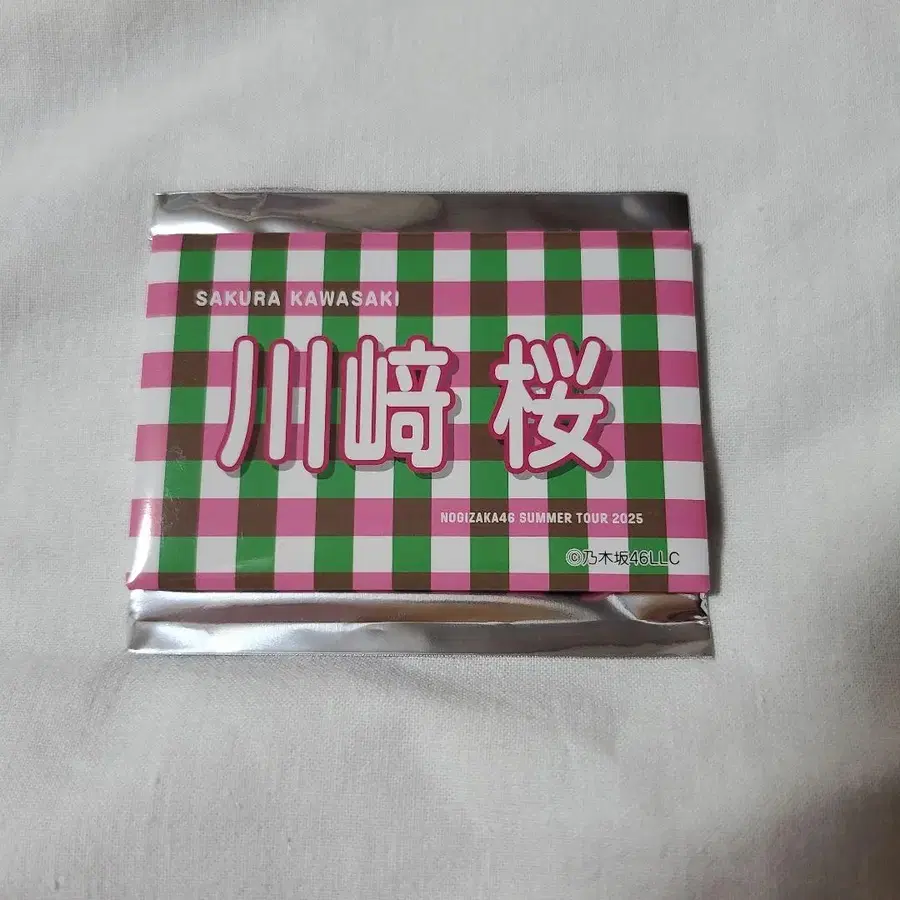 SAKURA KAWASAKI
川﨑 桜
NOGIZAKA46 SUMMER TOUR 2025
©乃木坂46LLC